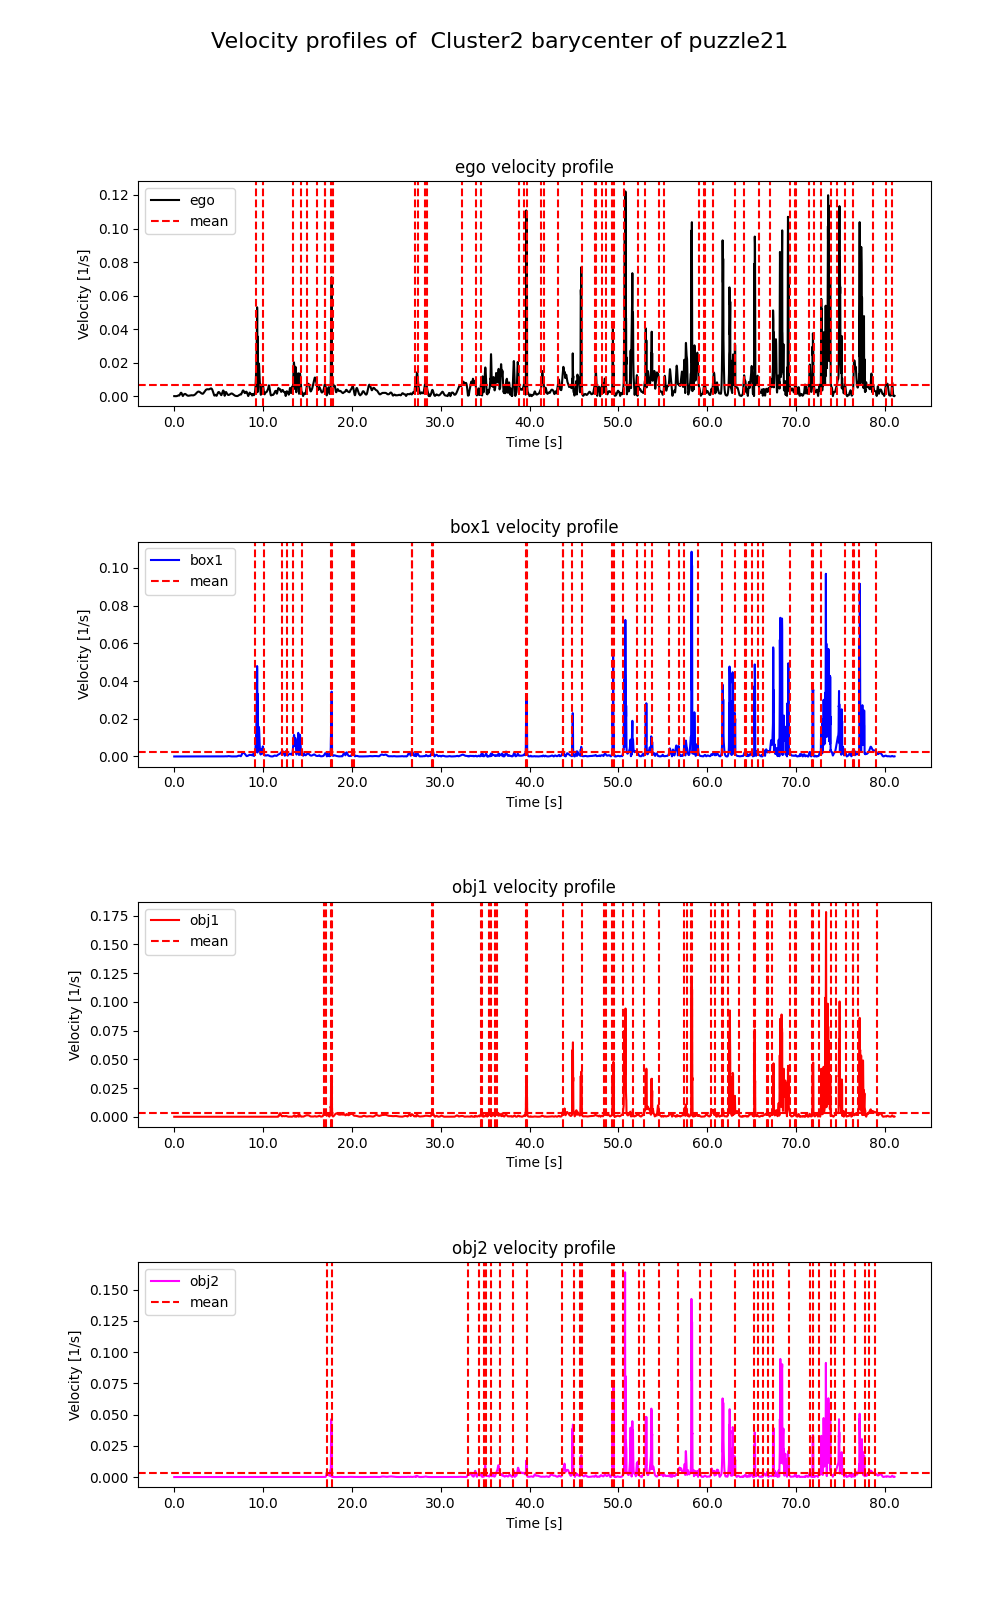 Velocity profiles of  Cluster2 barycenter of puzzle21
ego velocity profile
Velocity [1/s]
0.12
0.10
0.08
0.06
0.04
0.02
0.00
ego
mean
0.0 10.0 20.0 30.0 40.0 50.0 60.0 70.0 80.0
Time [s]
box1 velocity profile
Velocity [1/s]
0.10
0.08
0.06
0.04
0.02
0.00
box1
mean
0.0 10.0 20.0 30.0 40.0 50.0 60.0 70.0 80.0
Time [s]
obj1 velocity profile
Velocity [1/s]
0.175
0.150
0.125
0.100
0.075
0.050
0.025
0.000
obj1
mean
0.0 10.0 20.0 30.0 40.0 50.0 60.0 70.0 80.0
Time [s]
obj2 velocity profile
Velocity [1/s]
0.150
0.125
0.100
0.075
0.050
0.025
0.000
obj2
mean
0.0 10.0 20.0 30.0 40.0 50.0 60.0 70.0 80.0
Time [s]